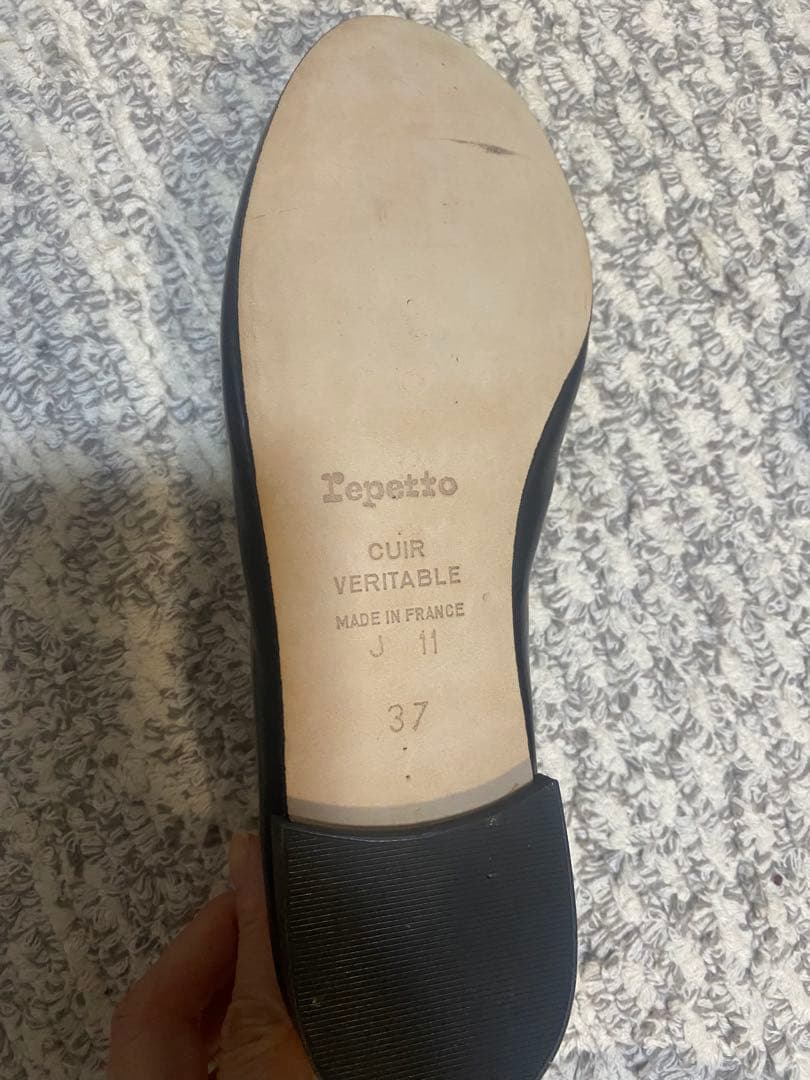 repetto
CUIR
VERITABLE
MADE IN FRANCE
J 11
37